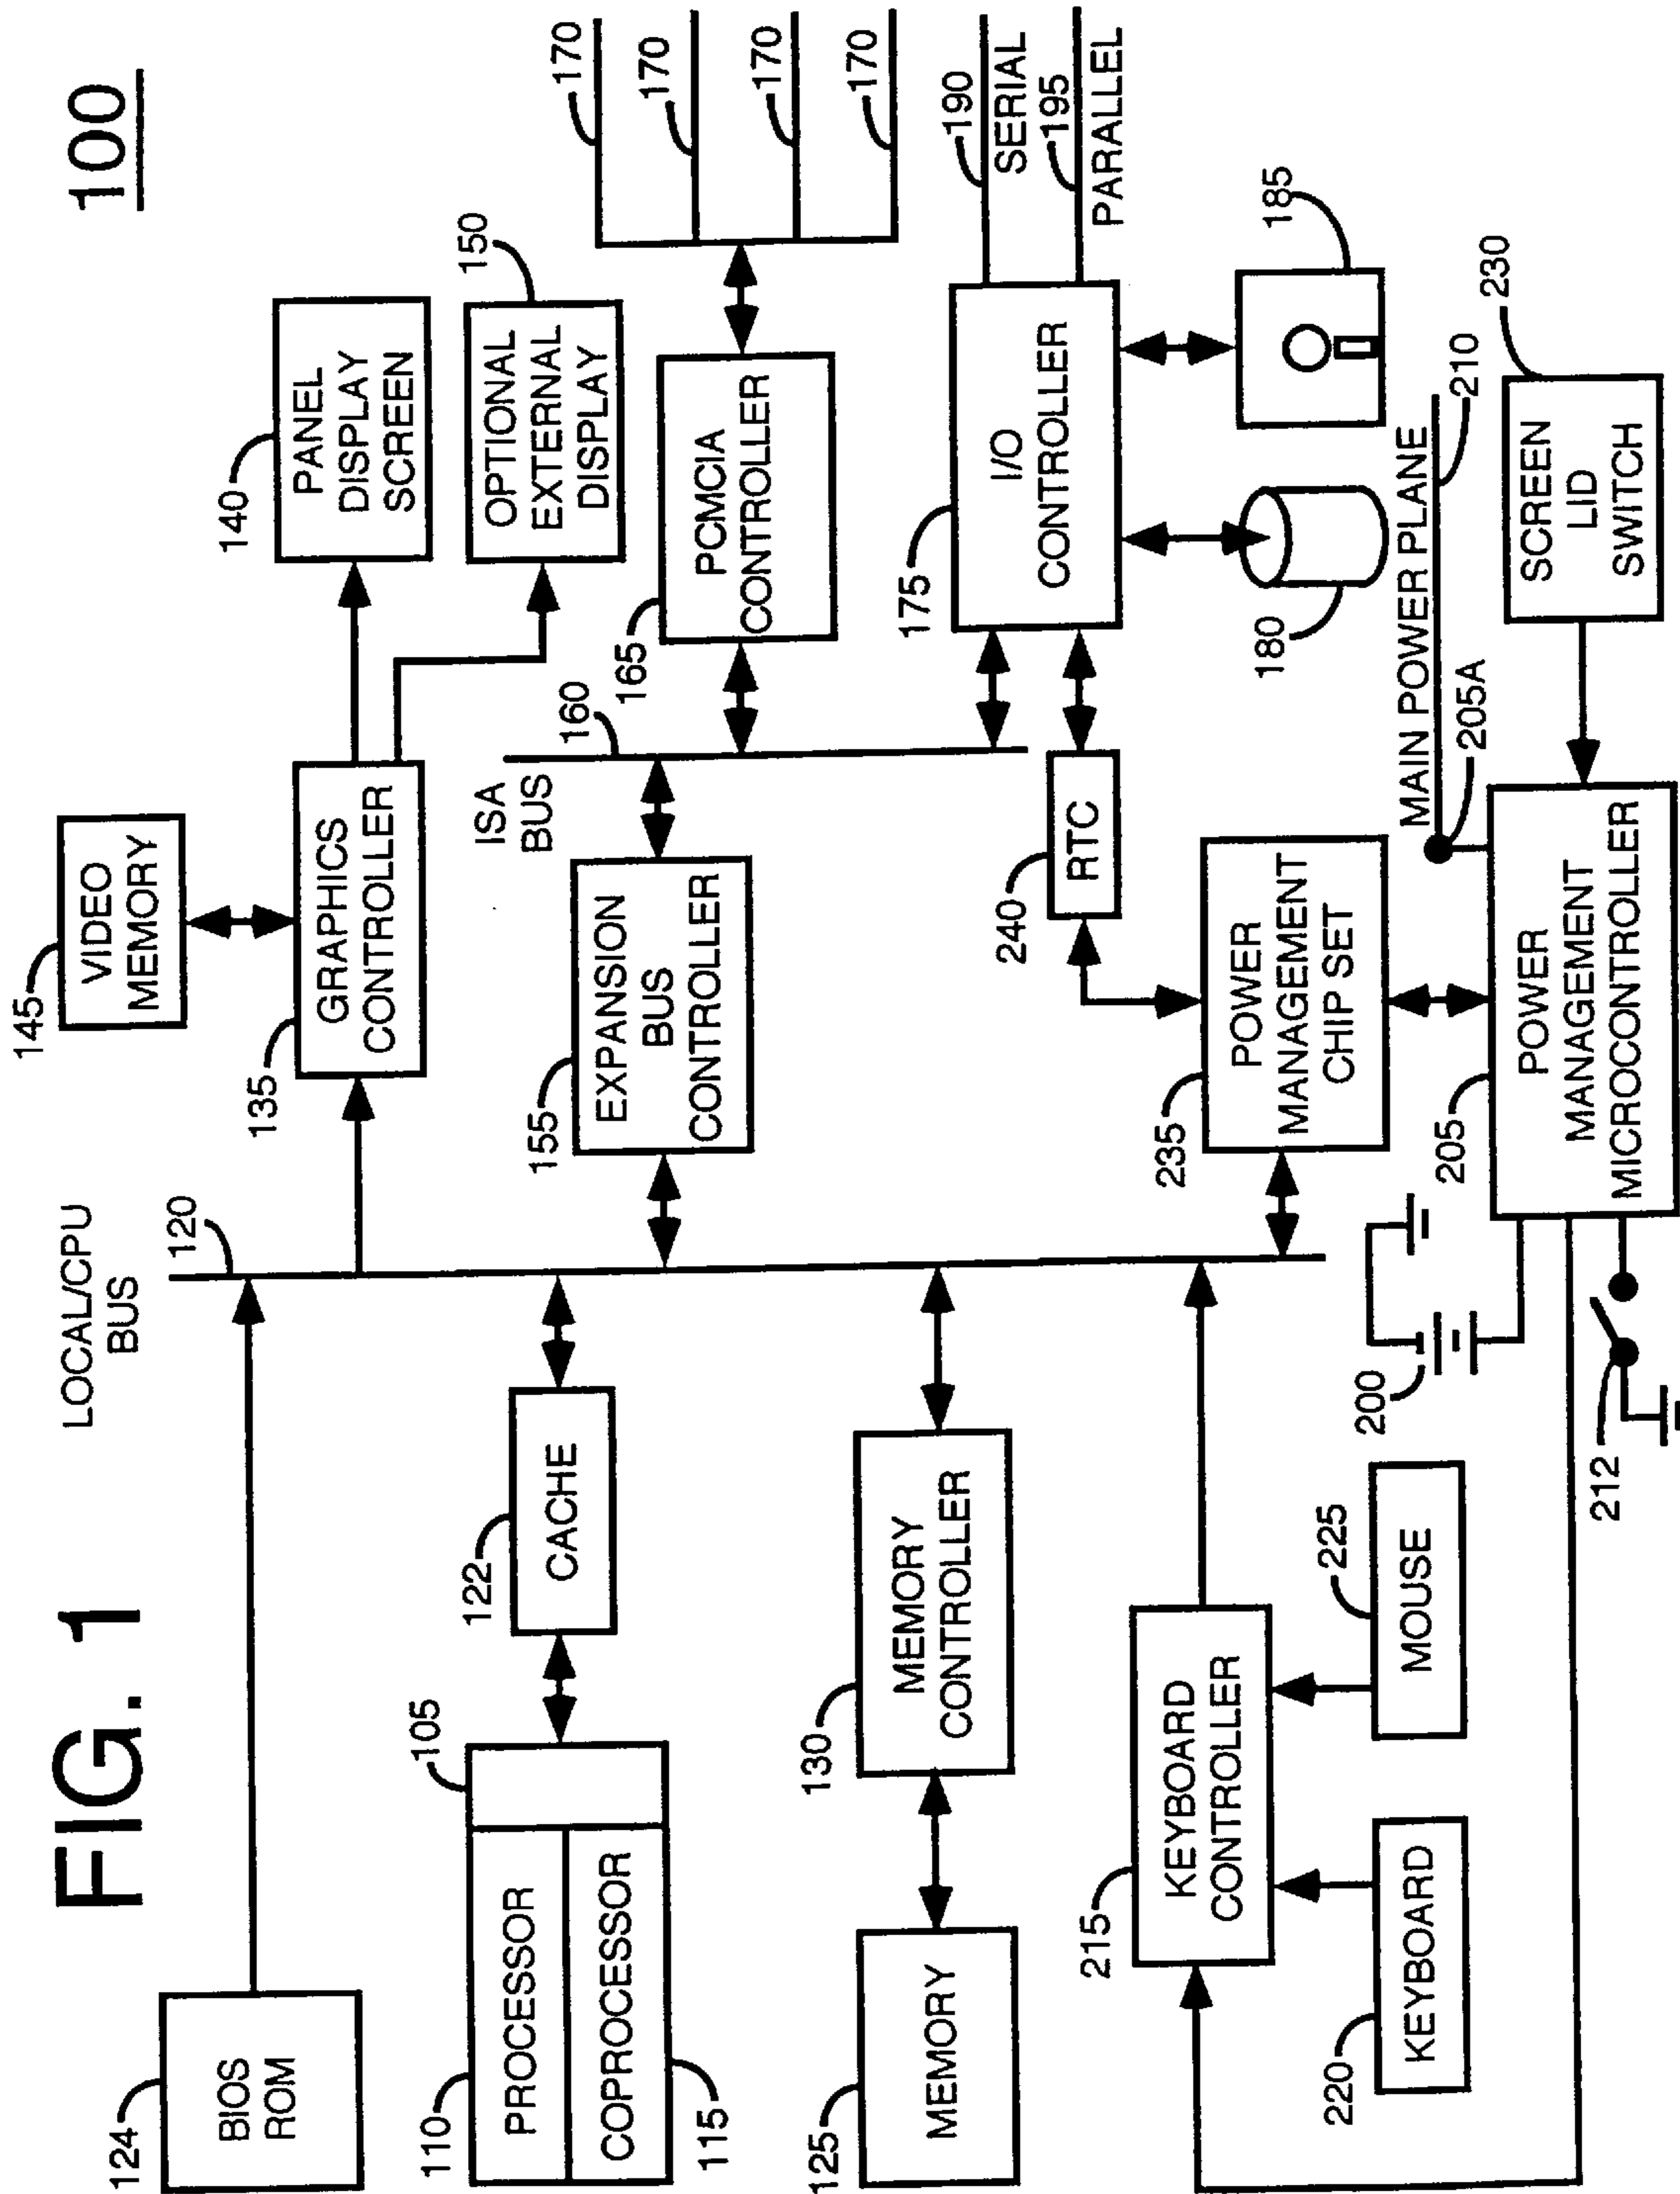 FIG. 1
100
LOCAL/CPU
BUS
120
124
BIOS
ROM
145
VIDEO
MEMORY
135
GRAPHICS
CONTROLLER
140
PANEL
DISPLAY
SCREEN
150
OPTIONAL
EXTERNAL
DISPLAY
110
PROCESSOR
COPROCESSOR
115
105
122
CACHE
155
EXPANSION
BUS
CONTROLLER
ISA
BUS
160
165
PCMCIA
CONTROLLER
170
170
170
170
125
MEMORY
130
MEMORY
CONTROLLER
175
I/O
CONTROLLER
190
SERIAL
195
PARALLEL
240
RTC
180
185
215
KEYBOARD
CONTROLLER
220
KEYBOARD
225
MOUSE
235
POWER
MANAGEMENT
CHIP SET
200
212
205
POWER
MANAGEMENT
MICROCONTROLLER
MAIN POWER PLANE
205A
210
230
SCREEN
LID
SWITCH